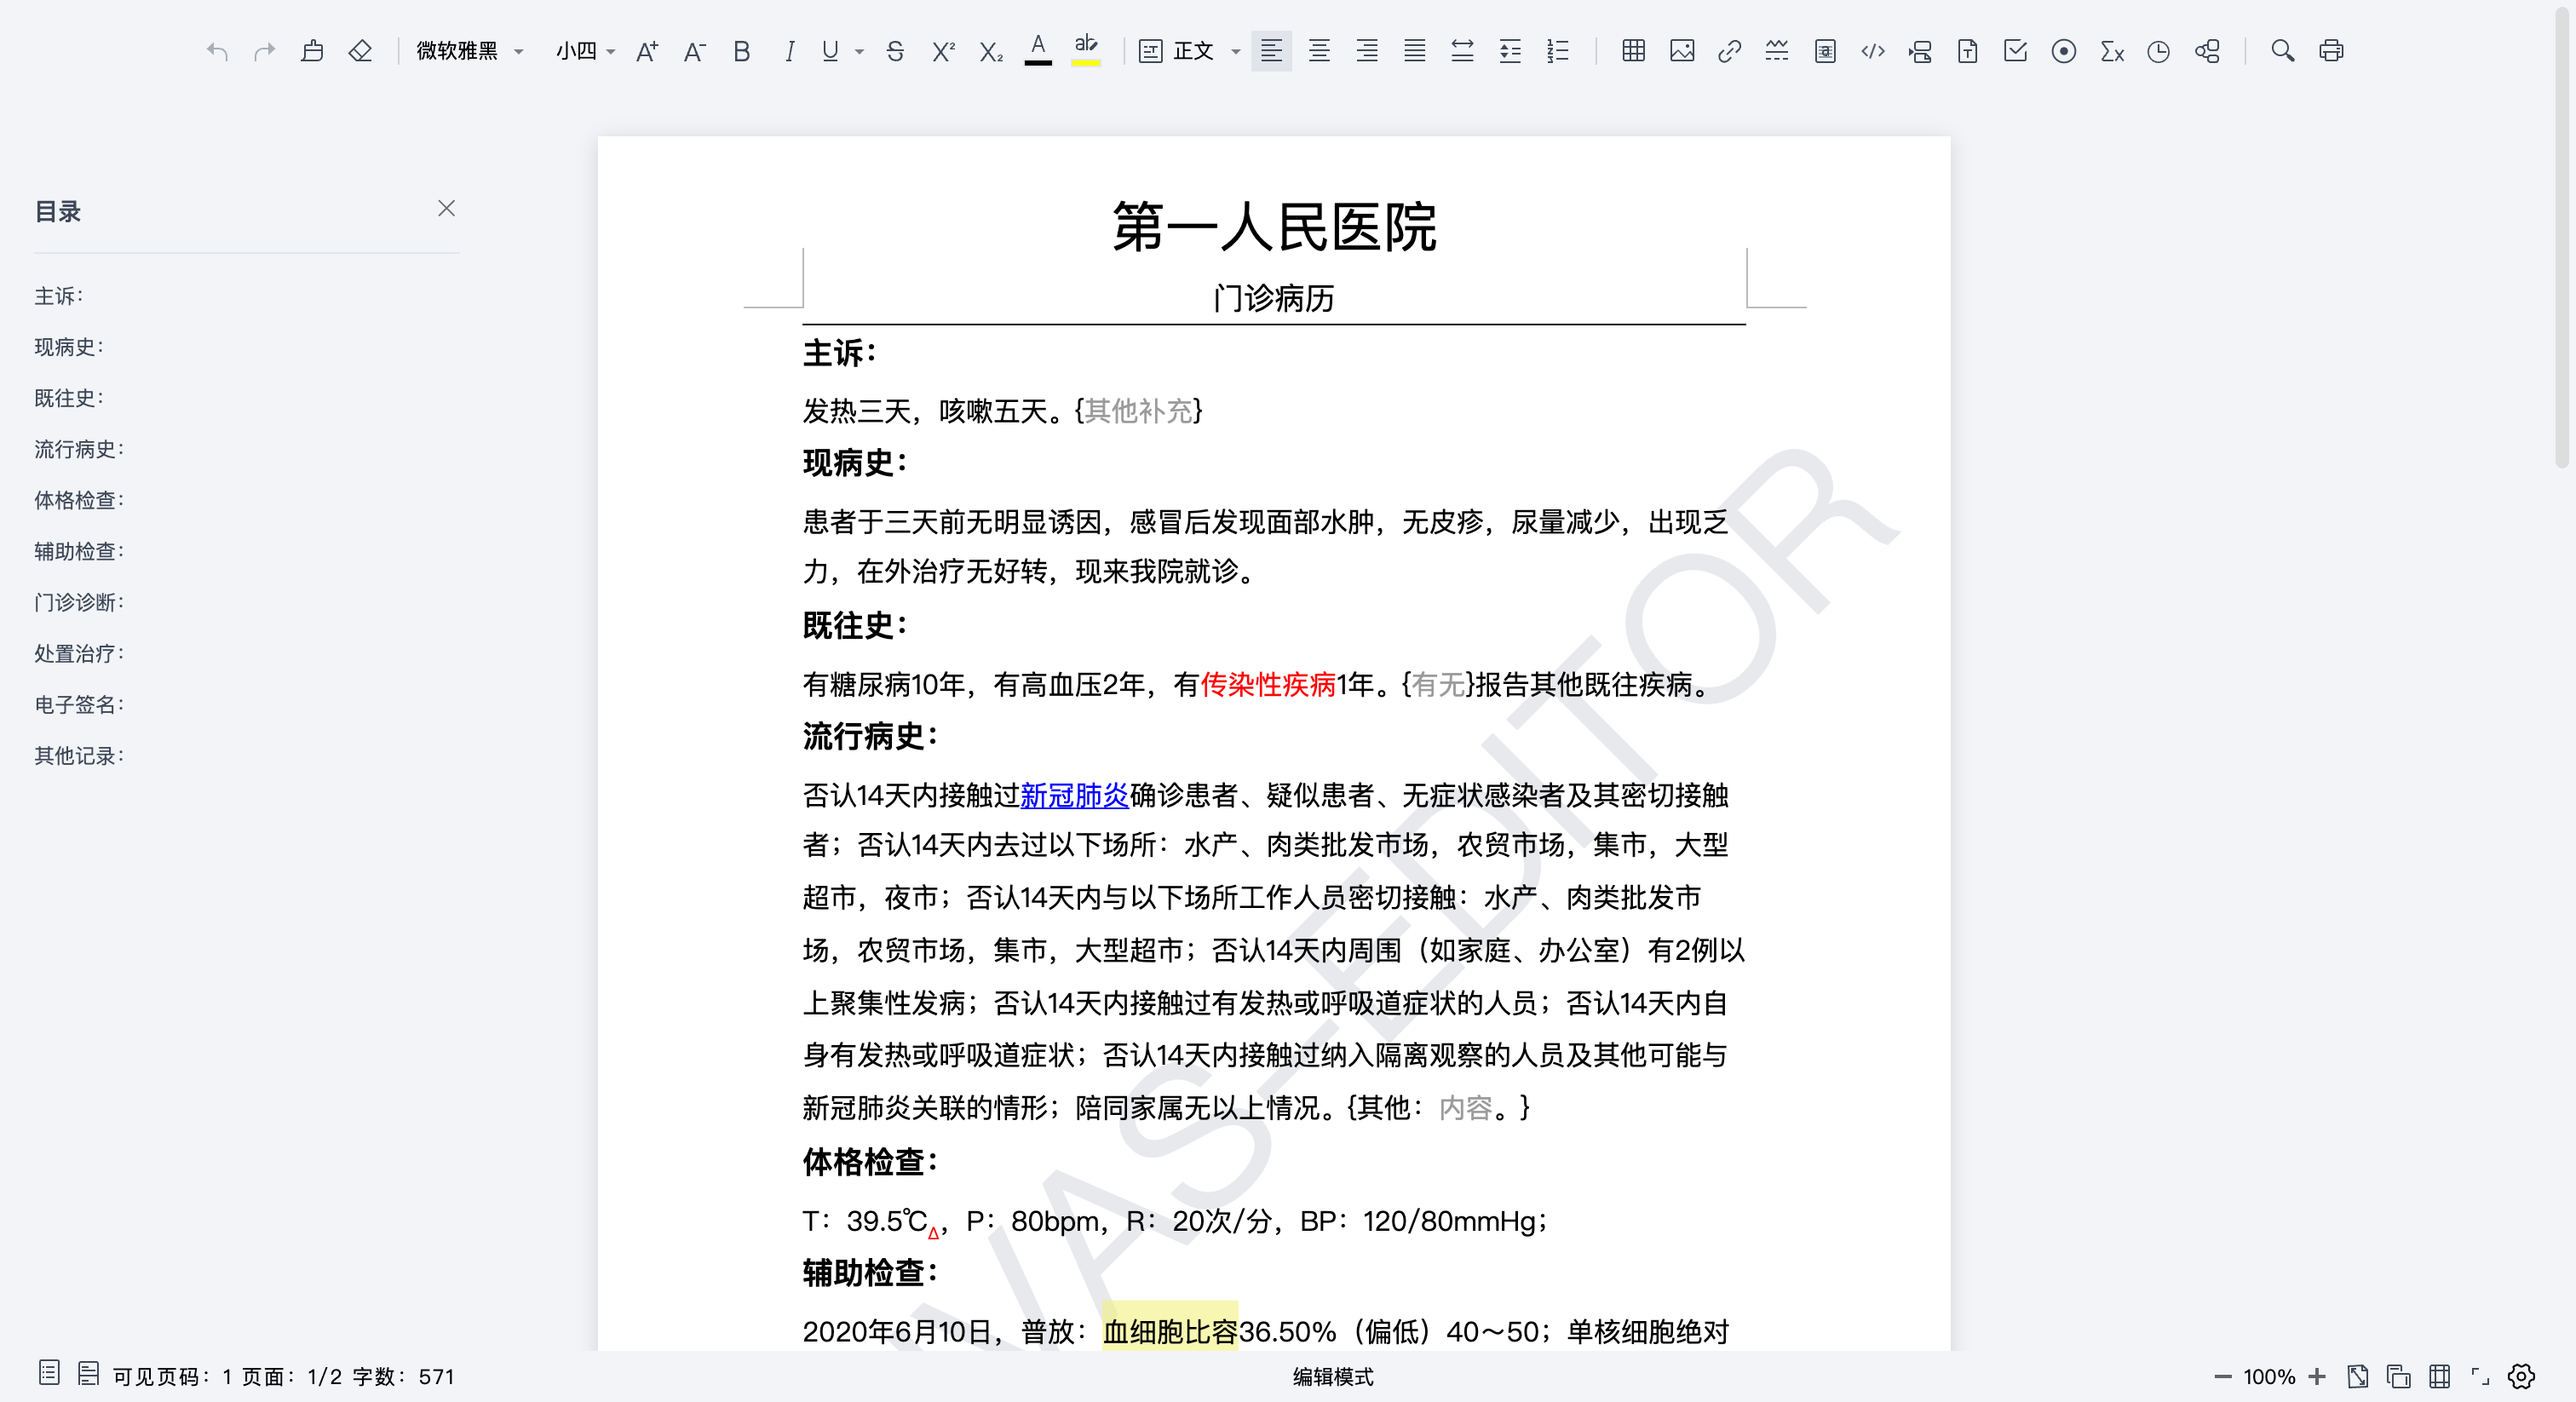 微软雅黑 小四 正文
目录
主诉：
现病史：
既往史：
流行病史：
体格检查：
辅助检查：
门诊诊断：
处置治疗：
电子签名：
其他记录：
第一人民医院
门诊病历
主诉：
发热三天，咳嗽五天。{其他补充}
现病史：
患者于三天前无明显诱因，感冒后发现面部水肿，无皮疹，尿量减少，出现乏
力，在外治疗无好转，现来我院就诊。
既往史：
有糖尿病10年，有高血压2年，有传染性疾病1年。{有无}报告其他既往疾病。
流行病史：
否认14天内接触过新冠肺炎确诊患者、疑似患者、无症状感染者及其密切接触
者；否认14天内去过以下场所：水产、肉类批发市场，农贸市场，集市，大型
超市，夜市；否认14天内与以下场所工作人员密切接触：水产、肉类批发市
场，农贸市场，集市，大型超市；否认14天内周围（如家庭、办公室）有2例以
上聚集性发病；否认14天内接触过有发热或呼吸道症状的人员；否认14天内自
身有发热或呼吸道症状；否认14天内接触过纳入隔离观察的人员及其他可能与
新冠肺炎关联的情形；陪同家属无以上情况。{其他：内容。}
体格检查：
T：39.5℃Δ，P：80bpm，R：20次/分，BP：120/80mmHg；
辅助检查：
2020年6月10日，普放：血细胞比容36.50%（偏低）40～50；单核细胞绝对
VAS-EDITOR
可见页码：1 页面：1/2 字数：571
编辑模式
100%